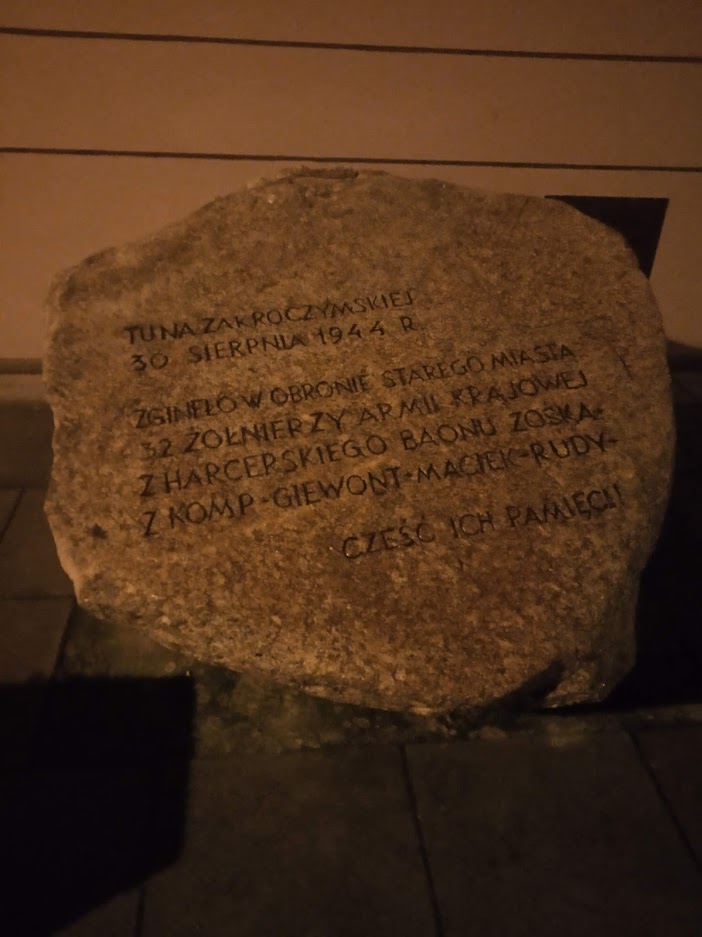 TU NA ZAKROCZYMSKIEJ
30 SIERPNIA 1944 R.
ZGINĘŁO W OBRONIE STAREGO MIASTA
32 ŻOŁNIERZY ARMII KRAJOWEJ
Z HARCERSKIEGO BAONU ZOŚKA-
Z KOMP-GIEWONT-MACIEK-RUDY-
CZEŚĆ ICH PAMIĘCI!